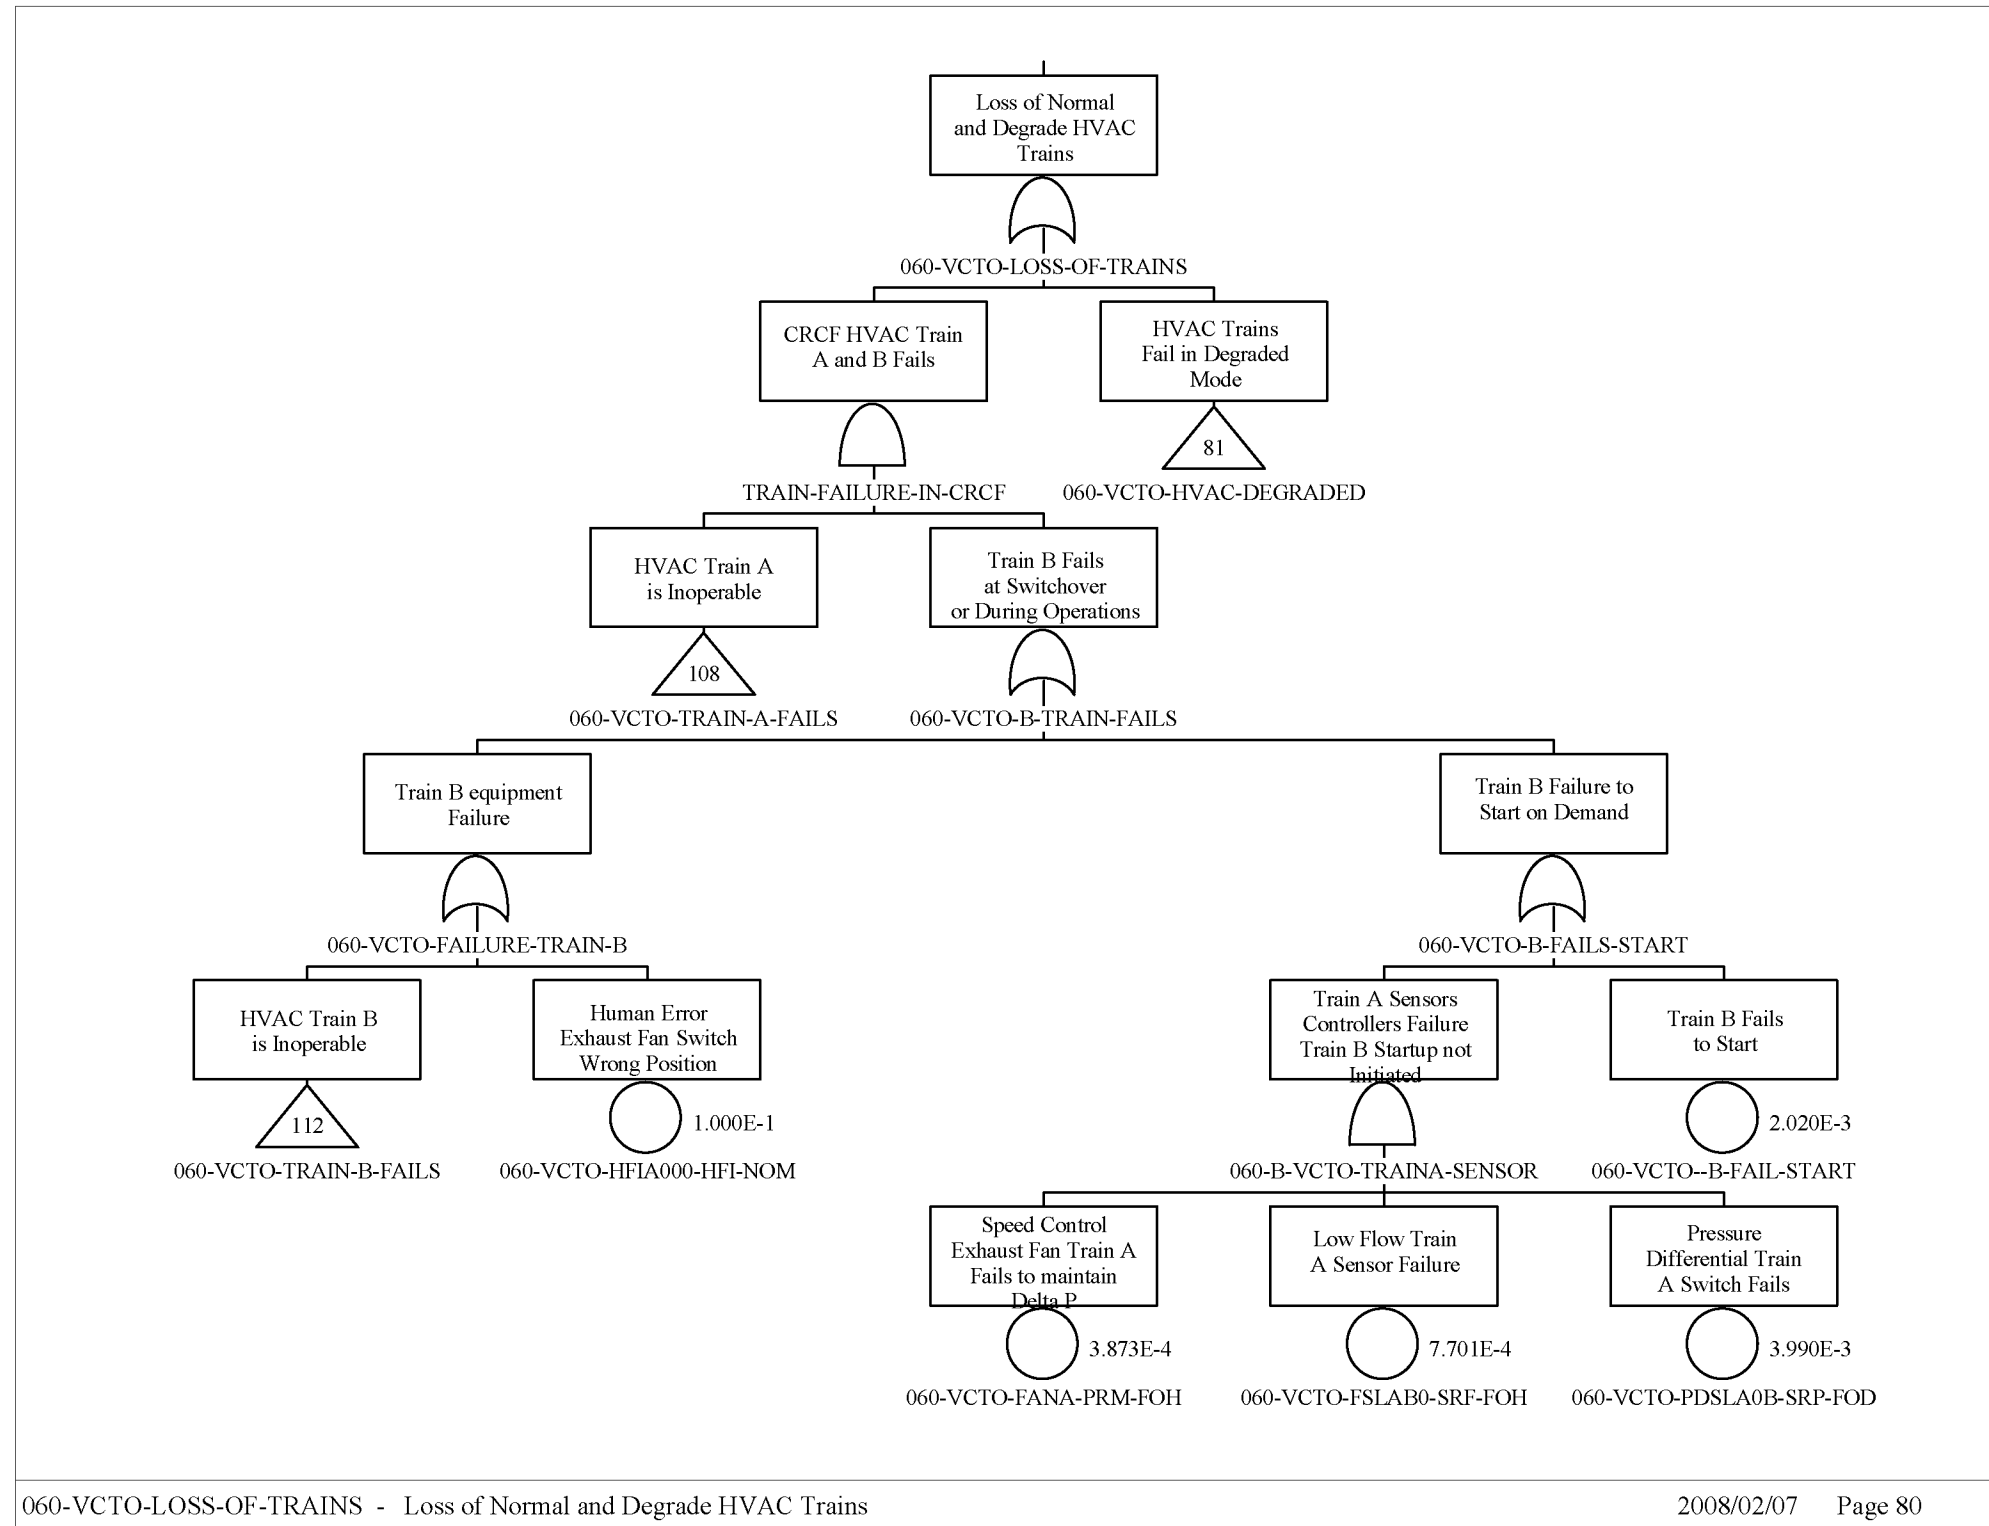 Loss of Normal
and Degrade HVAC
Trains
060-VCTO-LOSS-OF-TRAINS
CRCF HVAC Train
A and B Fails
TRAIN-FAILURE-IN-CRCF
HVAC Trains
Fail in Degraded
Mode
81
060-VCTO-HVAC-DEGRADED
HVAC Train A
is Inoperable
108
060-VCTO-TRAIN-A-FAILS
Train B Fails
at Switchover
or During Operations
060-VCTO-B-TRAIN-FAILS
Train B equipment
Failure
060-VCTO-FAILURE-TRAIN-B
Train B Failure to
Start on Demand
060-VCTO-B-FAILS-START
HVAC Train B
is Inoperable
112
060-VCTO-TRAIN-B-FAILS
Human Error
Exhaust Fan Switch
Wrong Position
1.000E-1
060-VCTO-HFIA000-HFI-NOM
Train A Sensors
Controllers Failure
Train B Startup not
Initiated
060-B-VCTO-TRAINA-SENSOR
Train B Fails
to Start
2.020E-3
060-VCTO--B-FAIL-START
Speed Control
Exhaust Fan Train A
Fails to maintain
Delta P
3.873E-4
060-VCTO-FANA-PRM-FOH
Low Flow Train
A Sensor Failure
7.701E-4
060-VCTO-FSLAB0-SRF-FOH
Pressure
Differential Train
A Switch Fails
3.990E-3
060-VCTO-PDSLA0B-SRP-FOD
060-VCTO-LOSS-OF-TRAINS - Loss of Normal and Degrade HVAC Trains
2008/02/07 Page 80